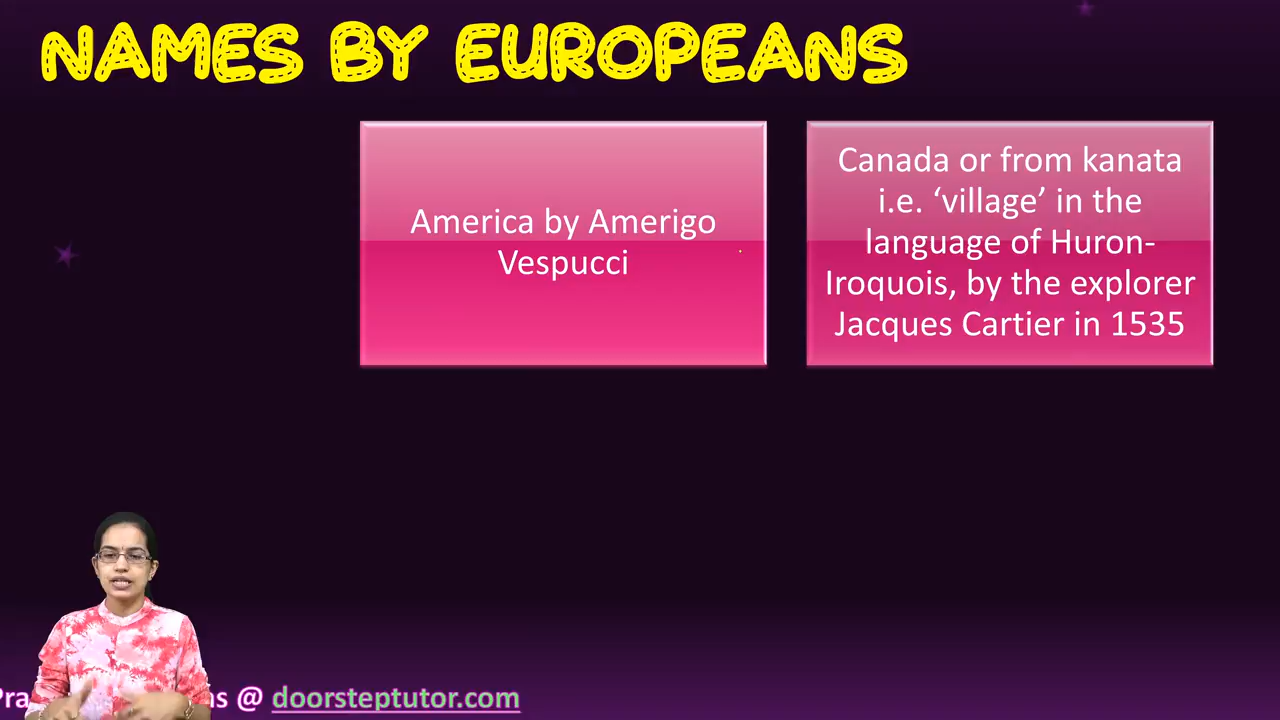 NAMES BY EUROPEANS
America by Amerigo
Vespucci
Canada or from kanata
i.e. ‘village’ in the
language of Huron-
Iroquois, by the explorer
Jacques Cartier in 1535
@ doorsteptutor.com